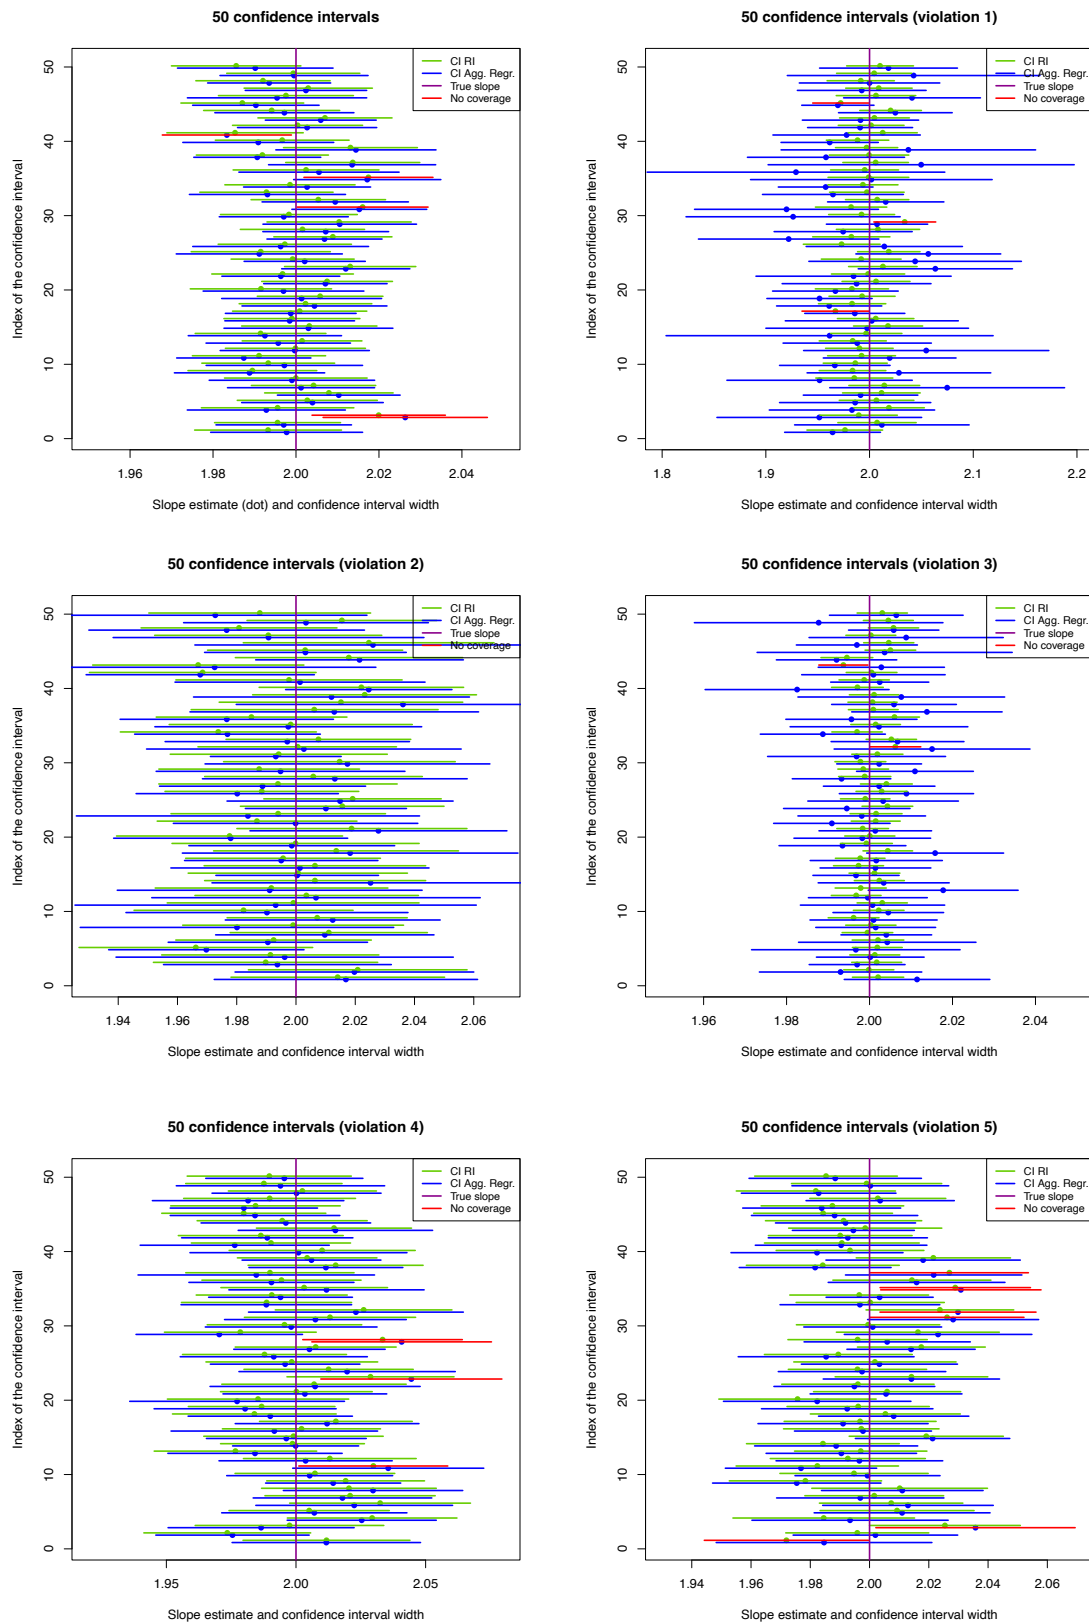 50 confidence intervals
CI RI
CI Agg. Regr.
True slope
No coverage
Index of the confidence interval
50
40
30
20
10
0
1.96 1.98 2.00 2.02 2.04
Slope estimate (dot) and confidence interval width
50 confidence intervals (violation 1)
CI RI
CI Agg. Regr.
True slope
No coverage
Index of the confidence interval
50
40
30
20
10
0
1.8 1.9 2.0 2.1 2.2
Slope estimate and confidence interval width
50 confidence intervals (violation 2)
CI RI
CI Agg. Regr.
True slope
No coverage
Index of the confidence interval
50
40
30
20
10
0
1.94 1.96 1.98 2.00 2.02 2.04 2.06
Slope estimate and confidence interval width
50 confidence intervals (violation 3)
CI RI
CI Agg. Regr.
True slope
No coverage
Index of the confidence interval
50
40
30
20
10
0
1.96 1.98 2.00 2.02 2.04
Slope estimate and confidence interval width
50 confidence intervals (violation 4)
CI RI
CI Agg. Regr.
True slope
No coverage
Index of the confidence interval
50
40
30
20
10
0
1.95 2.00 2.05
Slope estimate and confidence interval width
50 confidence intervals (violation 5)
CI RI
CI Agg. Regr.
True slope
No coverage
Index of the confidence interval
50
40
30
20
10
0
1.94 1.96 1.98 2.00 2.02 2.04 2.06
Slope estimate and confidence interval width